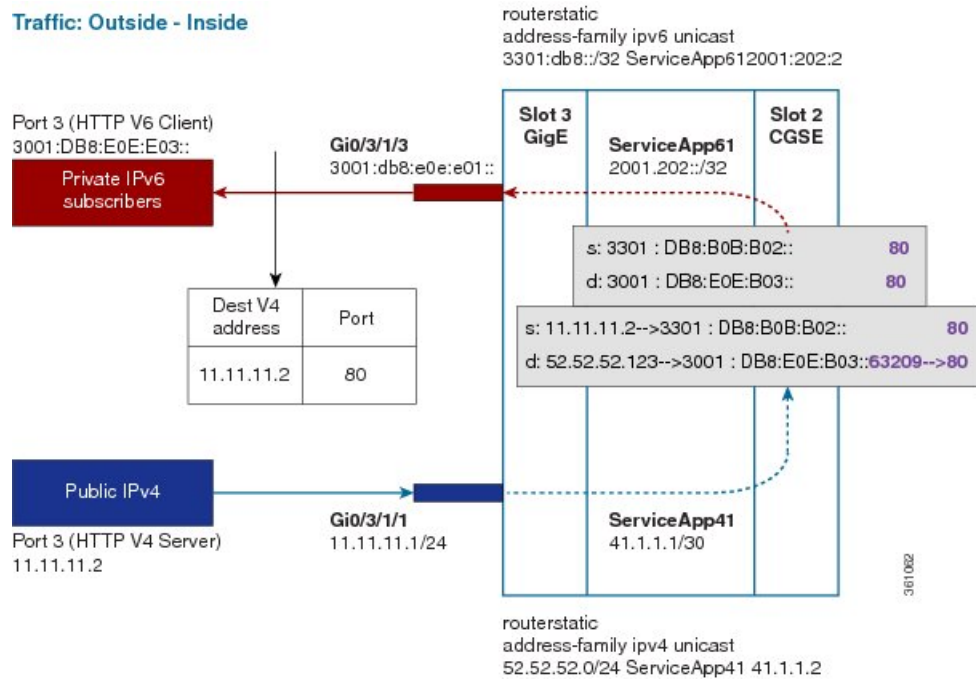 Traffic: Outside - Inside
routerstatic
address-family ipv6 unicast
3301:db8::/32 ServiceApp612001:202:2
Port 3 (HTTP V6 Client)
3001:DB8:E0E:E03::
Private IPv6
subscribers
Gi0/3/1/3
3001:db8:e0e:e01::
Slot 3
GigE
ServiceApp61
2001.202::/32
Slot 2
CGSE
s: 3301 : DB8:B0B:B02:: 80
d: 3001 : DB8:E0E:B03:: 80
s: 11.11.11.2-->3301 : DB8:B0B:B02:: 80
d: 52.52.52.123-->3001 : DB8:E0E:B03::63209-->80
Dest V4
address
Port
11.11.11.2
80
Public IPv4
Port 3 (HTTP V4 Server)
11.11.11.2
Gi0/3/1/1
11.11.11.1/24
ServiceApp41
41.1.1.1/30
361062
routerstatic
address-family ipv4 unicast
52.52.52.0/24 ServiceApp41 41.1.1.2